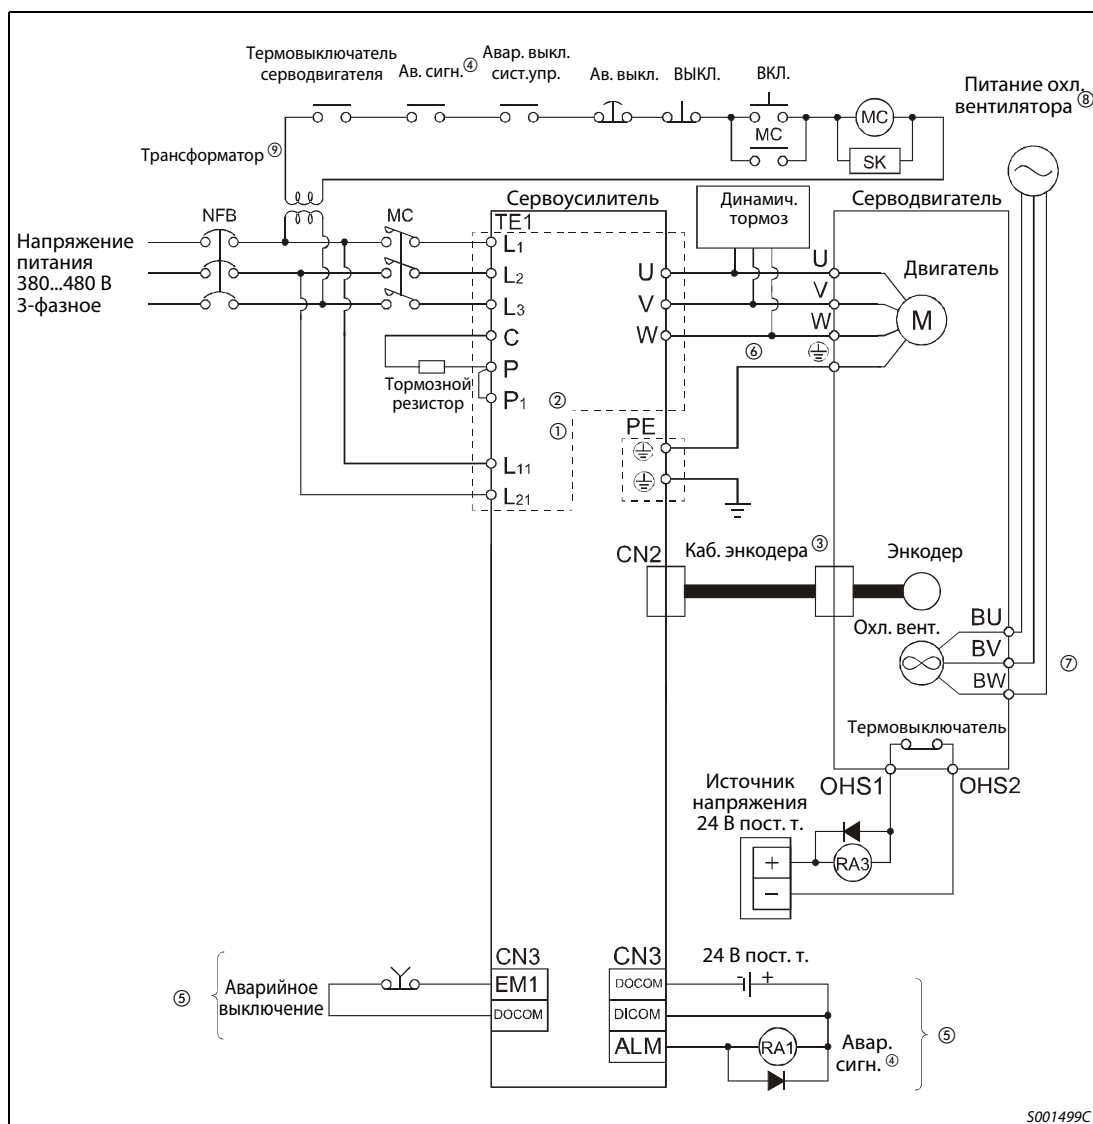 Термовыключатель
серводвигателя
Ав. сигн.④
Авар. выкл.
сист.упр.
Ав. выкл.
ВЫКЛ.
ВКЛ.
Питание охл.
вентилятора ⑧
MC
MC
SK
Трансформатор ⑨
NFB
MC
Сервоусилитель
Динамич.
тормоз
Серводвигатель
Напряжение
питания
380...480 В
3-фазное
TE1
L1
L2
L3
C
P
P1
L11
L21
Тормозной
резистор
②
①
U
V
W
PE
⑥
U
V
W
Двигатель
M
CN2
Каб. энкодера ③
Энкодер
Охл. вент.
BU
BV
BW
⑦
Термовыключатель
OHS1
OHS2
Источник
напряжения
24 В пост. т.
+
−
RA3
⑤
Аварийное
выключение
CN3
EM1
DOCOM
CN3
DOCOM
DICOM
ALM
24 В пост. т.
- +
RA1
Авар.
сигн. ④
⑤
S001499C